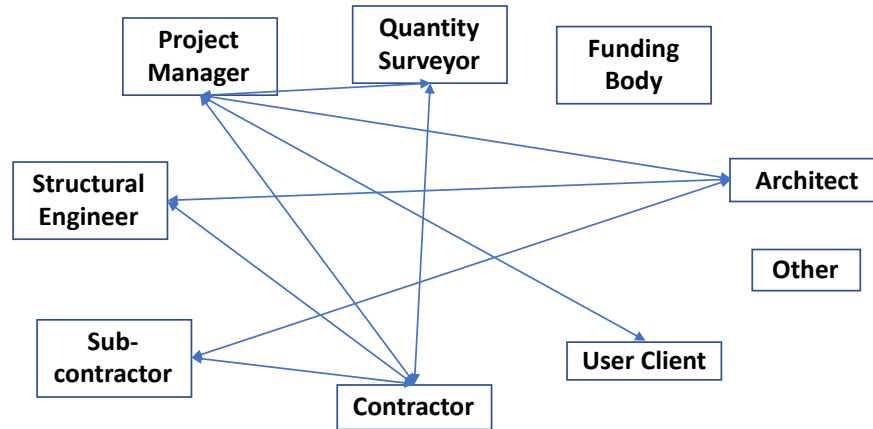 Project
Manager
Quantity
Surveyor
Funding
Body
Structural
Engineer
Architect
Other
Sub-
contractor
User Client
Contractor